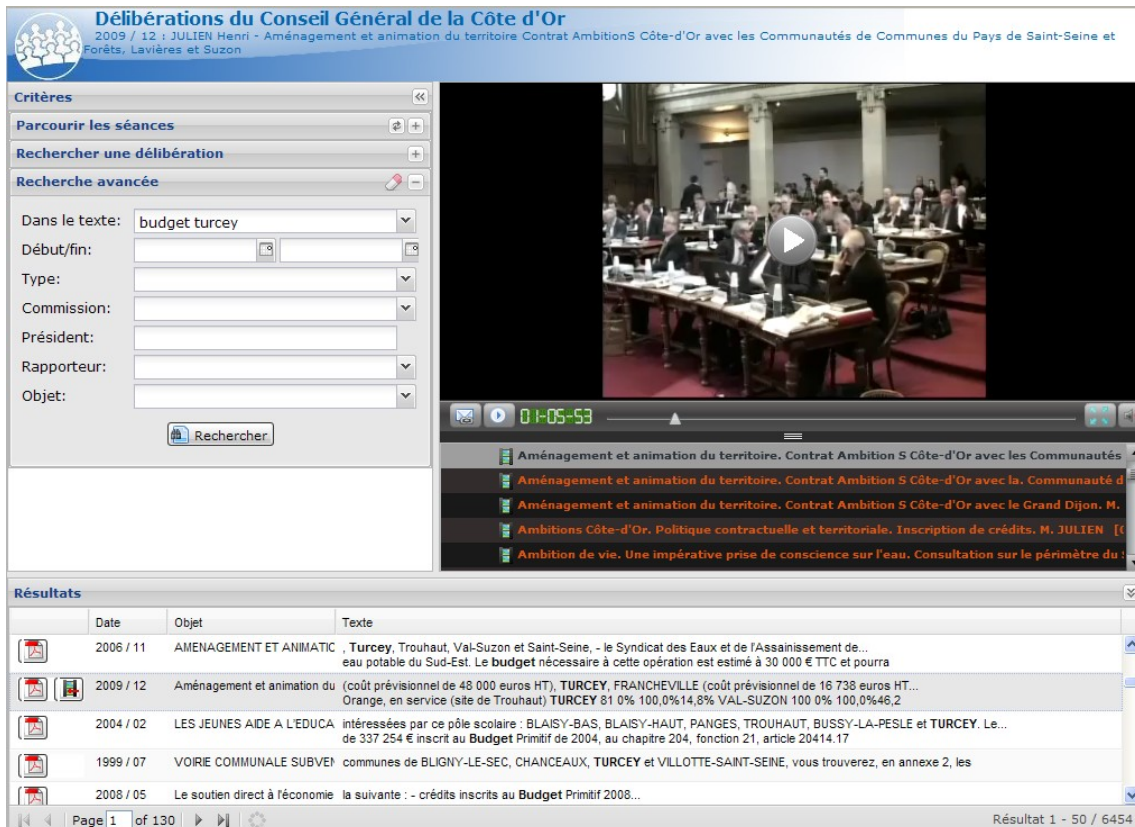 Délibérations du Conseil Général de la Côte d'Or
2009 / 12 : JULIEN Henri - Aménagement et animation du territoire Contrat AmbitionS Côte-d'Or avec les Communautés de Communes du Pays de Saint-Seine et
Forêts, Lavières et Suzon
Critères
Parcourir les séances
Rechercher une délibération
Recherche avancée
Dans le texte: budget turcey
Début/fin:
Type:
Commission:
Président:
Rapporteur:
Objet:
Rechercher
01-05-53
Aménagement et animation du territoire. Contrat Ambition S Côte-d'Or avec les Communautés
Aménagement et animation du territoire. Contrat Ambition S Côte-d'Or avec la. Communauté d
Aménagement et animation du territoire. Contrat Ambition S Côte-d'Or avec le Grand Dijon. M.
Ambitions Côte-d'Or. Politique contractuelle et territoriale. Inscription de crédits. M. JULIEN
Ambition de vie. Une impérative prise de conscience sur l'eau. Consultation sur le périmètre du
Résultats
Date Objet Texte
2006 / 11 AMENAGEMENT ET ANIMATIC , Turcey, Trouhaut, Val-Suzon et Saint-Seine, - le Syndicat des Eaux et de l'Assainissement de...
eau potable du Sud-Est. Le budget nécessaire à cette opération est estimé à 30 000 € TTC et pourra
2009 / 12 Aménagement et animation du (coût prévisionnel de 48 000 euros HT), TURCEY, FRANCHEVILLE (coût prévisionnel de 16 738 euros HT...
Orange, en service (site de Trouhaut) TURCEY 81 0% 100,0%14,8% VAL-SUZON 100 0% 100,0%46,2
2004 / 02 LES JEUNES AIDE A L'EDUCA intéressées par ce pôle scolaire : BLAISY-BAS, BLAISY-HAUT, PANGES, TROUHAUT, BUSSY-LA-PESLE et TURCEY. Le...
de 337 254 € inscrit au Budget Primitif de 2004, au chapitre 204, fonction 21, article 20414.17
1999 / 07 VOIRIE COMMUNALE SUBVEN communes de BLIGNY-LE-SEC, CHANCEAUX, TURCEY et VILLOTTE-SAINT-SEINE, vous trouverez, en annexe 2, les
2008 / 05 Le soutien direct à l'économie la suivante : - crédits inscrits au Budget Primitif 2008...
Page 1 of 130 Résultat 1 - 50 / 6454